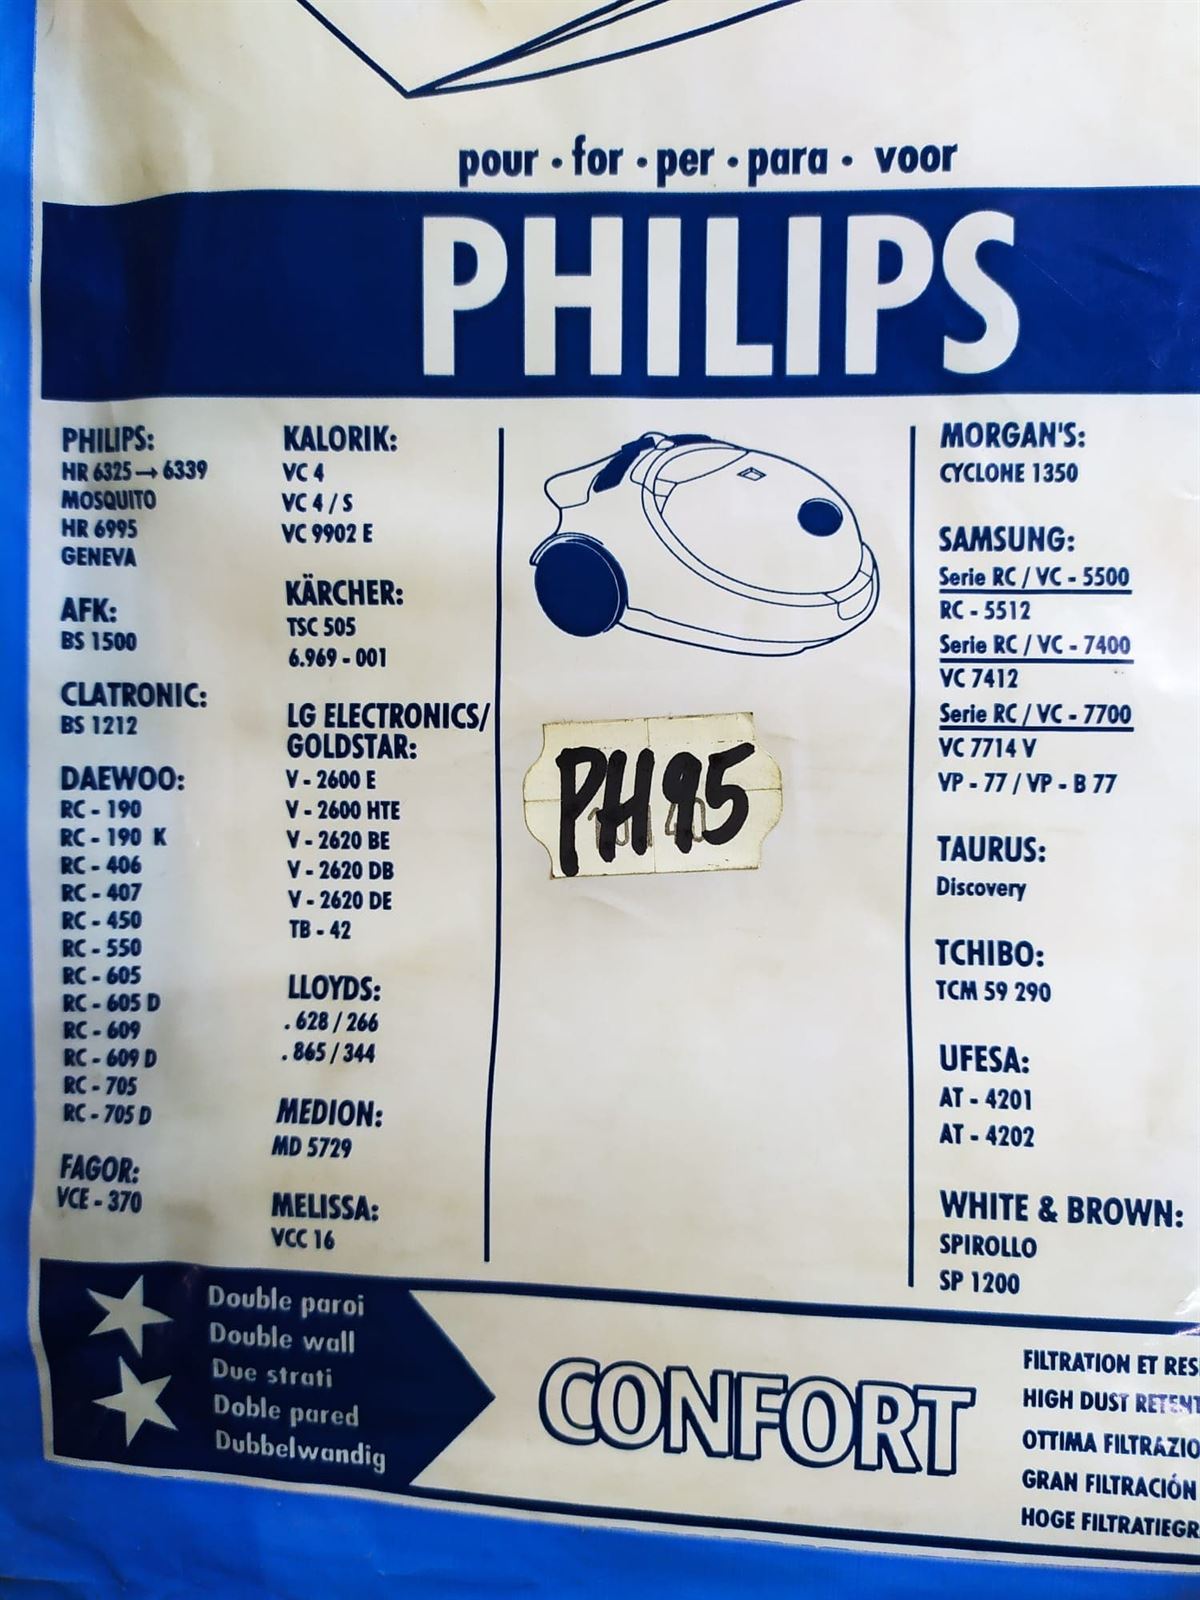 pour · for · per · para · voor
PHILIPS
PHILIPS:
HR 6325 → 6339
MOSQUITO
HR 6995
GENEVA
AFK:
BS 1500
CLATRONIC:
BS 1212
DAEWOO:
RC - 190
RC - 190 K
RC - 406
RC - 407
RC - 450
RC - 550
RC - 605
RC - 605 D
RC - 609
RC - 609 D
RC - 705
RC - 705 D
FAGOR:
VCE - 370
KALORIK:
VC 4
VC 4 / S
VC 9902 E
KÄRCHER:
TSC 505
6.969 - 001
LG ELECTRONICS/
GOLDSTAR:
V - 2600 E
V - 2600 HTE
V - 2620 BE
V - 2620 DB
V - 2620 DE
TB - 42
LLOYDS:
. 628 / 266
. 865 / 344
MEDION:
MD 5729
MELISSA:
VCC 16
PH95
MORGAN'S:
CYCLONE 1350
SAMSUNG:
Serie RC / VC - 5500
RC - 5512
Serie RC / VC - 7400
VC 7412
Serie RC / VC - 7700
VC 7714 V
VP - 77 / VP - B 77
TAURUS:
Discovery
TCHIBO:
TCM 59 290
UFESA:
AT - 4201
AT - 4202
WHITE & BROWN:
SPIROLLO
SP 1200
Double paroi
Double wall
Due strati
Doble pared
Dubbelwandig
CONFORT
FILTRATION ET RES
HIGH DUST RETENT
OTTIMA FILTRAZIO
GRAN FILTRACIÓN
HOGE FILTRATIEGR